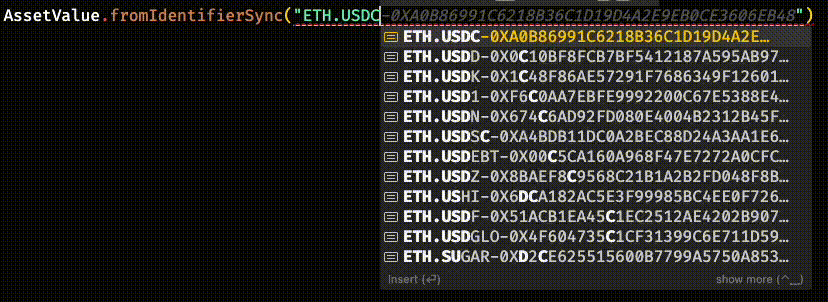 AssetValue.fromIdentifierSync("ETH.USDC-0XA0B86991C6218B36C1D19D4A2E9EB0CE3606EB48")
ETH.USDC-0XA0B86991C6218B36C1D19D4A2E…
ETH.USDD-0X0C10BF8FCB7BF5412187A595AB97…
ETH.USDK-0X1C48F86AE57291F7686349F12601…
ETH.USD1-0XF6C0AA7EBFE9992200C67E5388E4…
ETH.USDN-0X674C6AD92FD080E4004B2312B45F…
ETH.USDSC-0XA4BDB11DC0A2BEC88D24A3AA1E6…
ETH.USDEBT-0X00C5CA160A968F47E7272A0CFC…
ETH.USDZ-0X8BAEF8C9568C21B1A2B2FD048F8B…
ETH.USHI-0X6DCA182AC5E3F99985BC4EE0F726…
ETH.USDF-0X51ACB1EA45C1EC2512AE4202B907…
ETH.USDGLO-0X4F604735C1CF31399C6E711D59…
ETH.SUGAR-0XD2CE625515600B7799A5750A853…
Insert (⏎)
show more (^⎵)